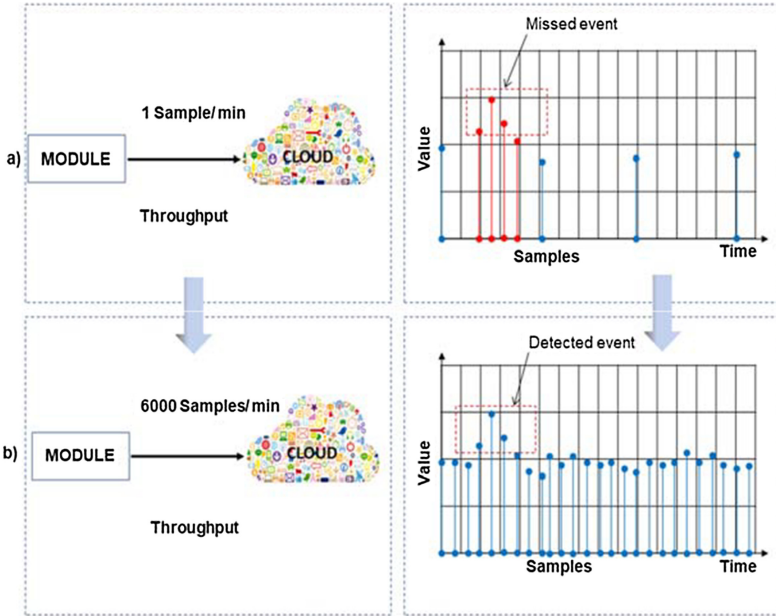 Missed event
1 Sample/min
a)
MODULE
CLOUD
Value
Throughput
Samples
Time
Detected event
6000 Samples/min
b)
MODULE
CLOUD
Value
Throughput
Samples
Time